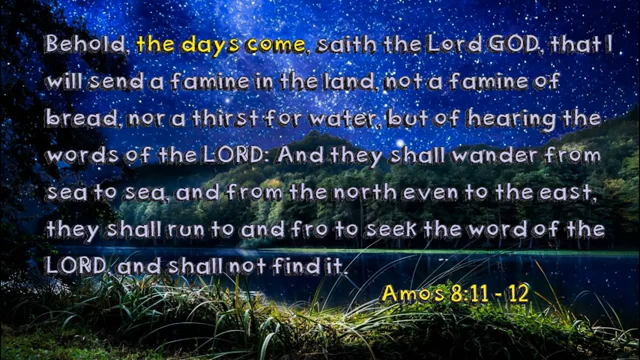 Behold, the days come, saith the Lord GOD, that I
will send a famine in the land, not a famine of
bread, nor a thirst for water, but of hearing the
words of the LORD: And they shall wander from
sea to sea, and from the north even to the east,
they shall run to and fro to seek the word of the
LORD, and shall not find it.
Amos 8:11 - 12